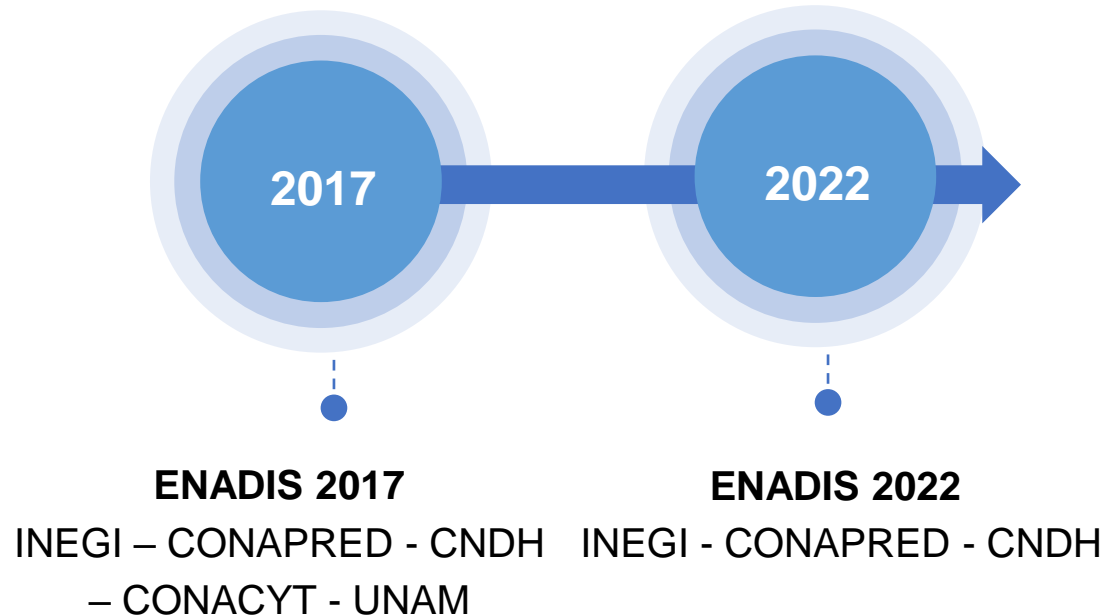 2017
2022
ENADIS 2017
INEGI – CONAPRED - CNDH
– CONACYT - UNAM
ENADIS 2022
INEGI - CONAPRED - CNDH